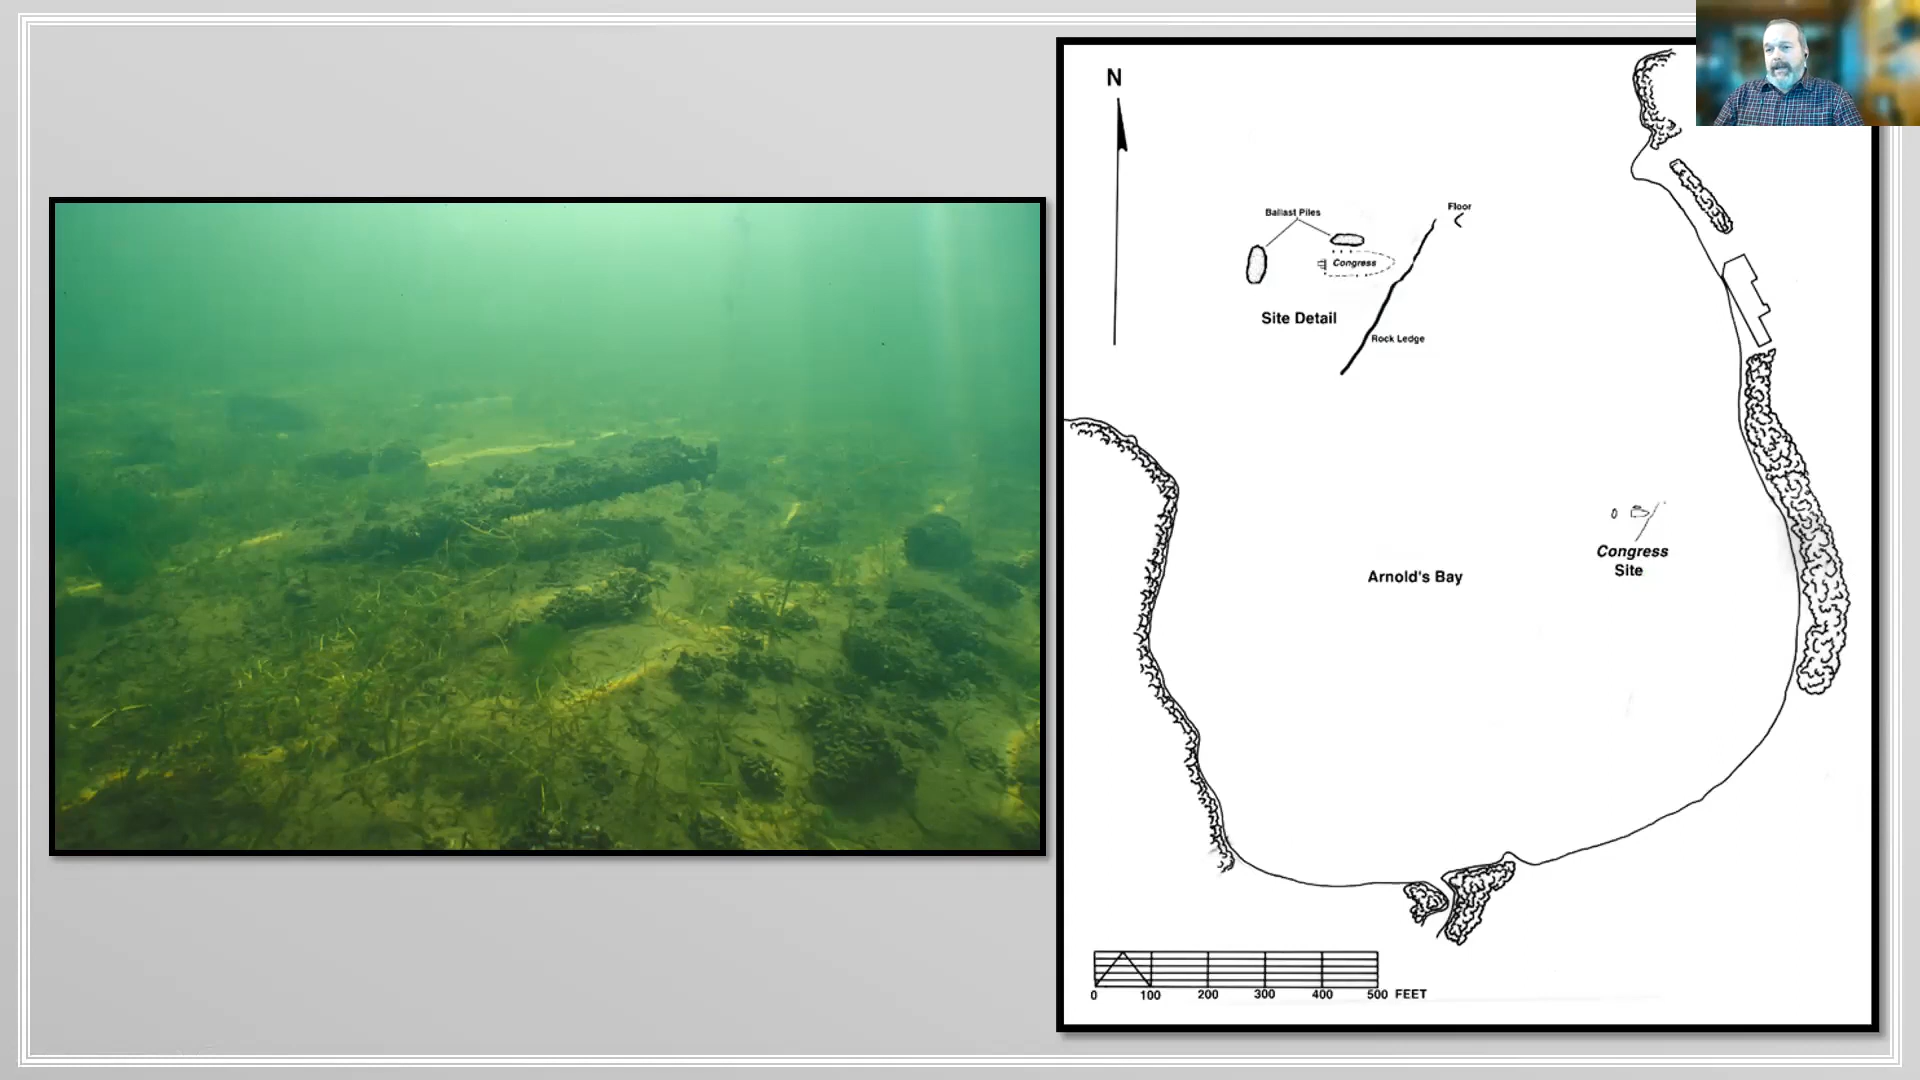 N
Floor
Ballast Piles
Congress
Site Detail
Rock Ledge
Congress
Site
Arnold's Bay
0 100 200 300 400 500 FEET